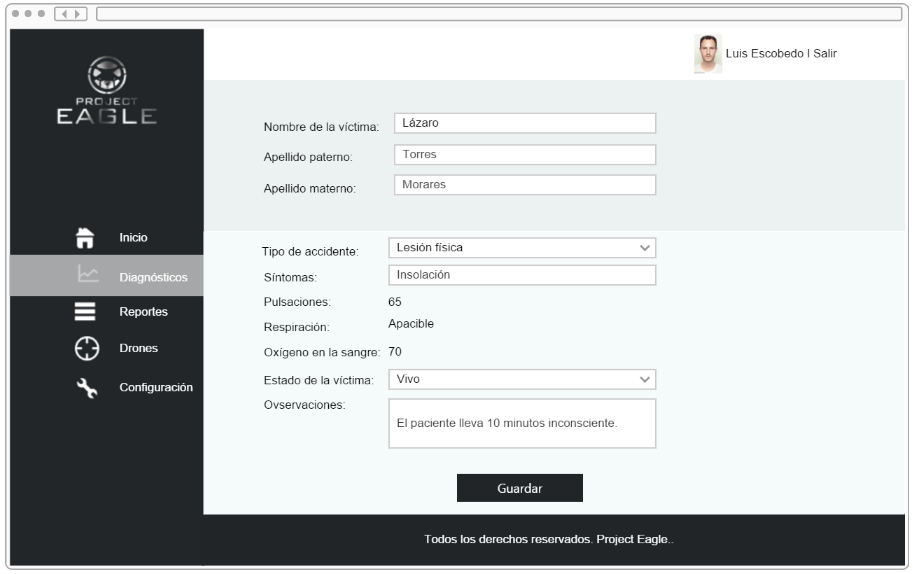 Luis Escobedo I Salir
PROJECT
EAGLE
Nombre de la víctima: Lázaro
Apellido paterno: Torres
Apellido materno: Morares
Inicio
Diagnósticos
Reportes
Drones
Configuración
Tipo de accidente: Lesión física
Síntomas: Insolación
Pulsaciones: 65
Respiración: Apacible
Oxígeno en la sangre: 70
Estado de la víctima: Vivo
Ovservaciones:
El paciente lleva 10 minutos inconsciente.
Guardar
Todos los derechos reservados. Project Eagle..